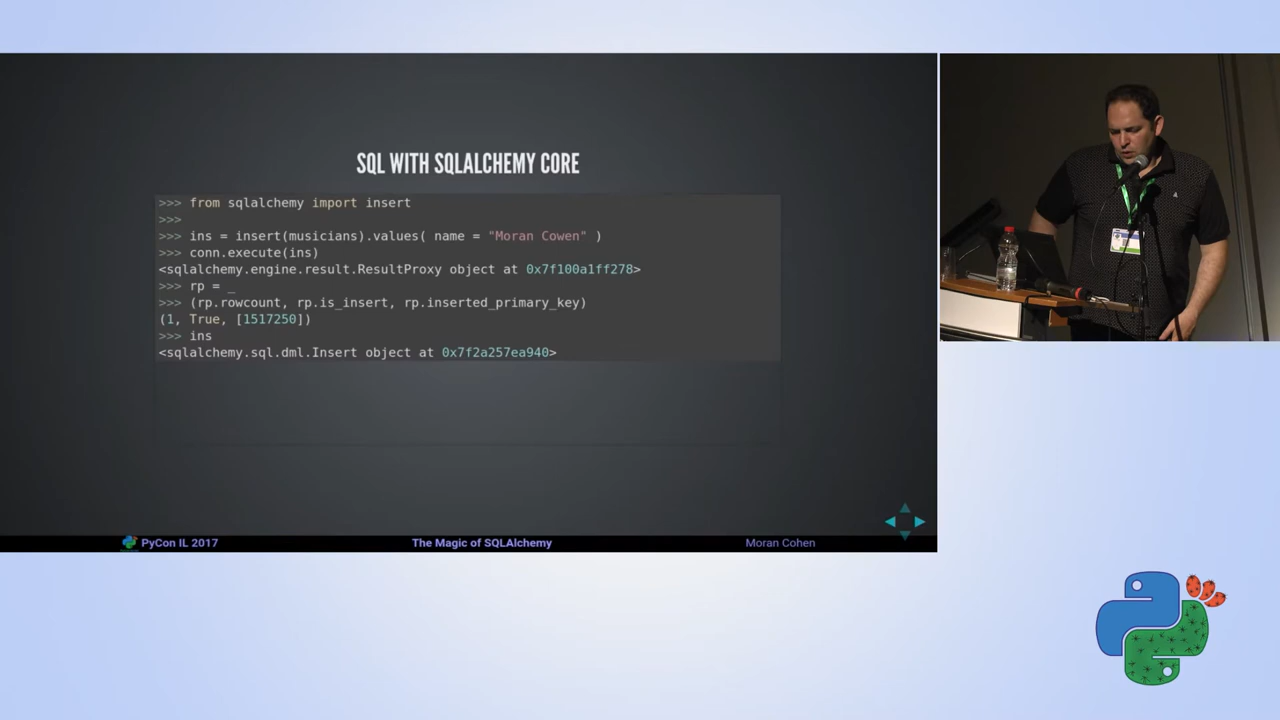 SQL WITH SQLALCHEMY CORE
>>> from sqlalchemy import insert
>>>
>>> ins = insert(musicians).values( name = "Moran Cowen" )
>>> conn.execute(ins)
<sqlalchemy.engine.result.ResultProxy object at 0x7f100a1ff278>
>>> rp = _
>>> (rp.rowcount, rp.is_insert, rp.inserted_primary_key)
(1, True, [1517250])
>>> ins
<sqlalchemy.sql.dml.Insert object at 0x7f2a257ea940>
PyCon IL 2017
The Magic of SQLAlchemy
Moran Cohen